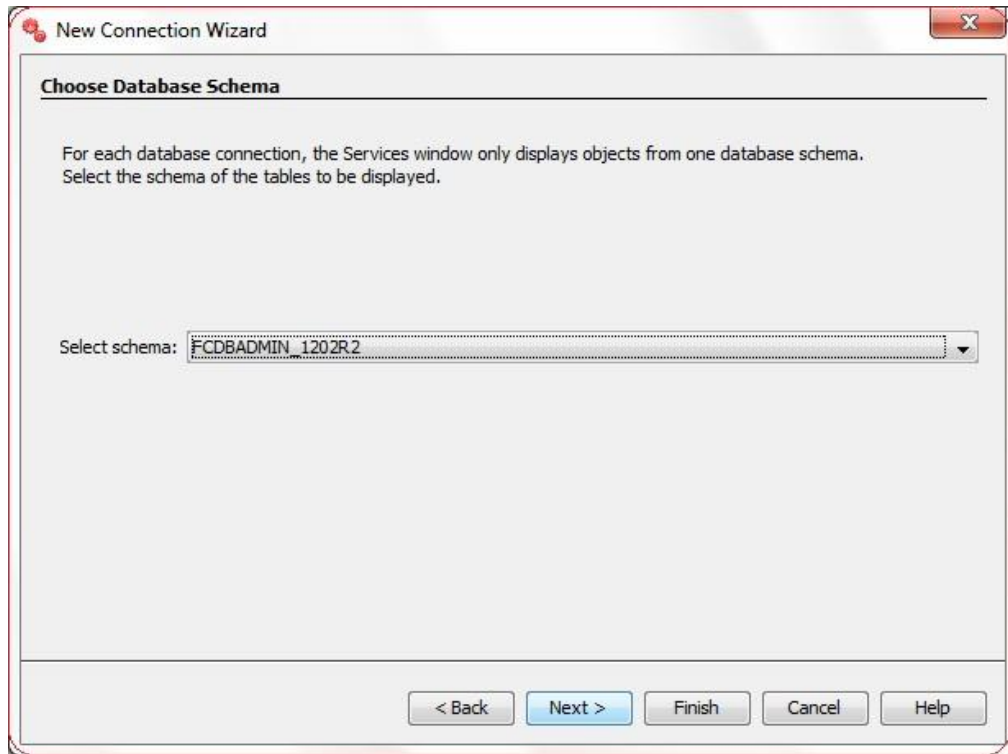 New Connection Wizard
Choose Database Schema
For each database connection, the Services window only displays objects from one database schema.
Select the schema of the tables to be displayed.
Select schema: FCDBADMIN_1202R2
< Back Next > Finish Cancel Help